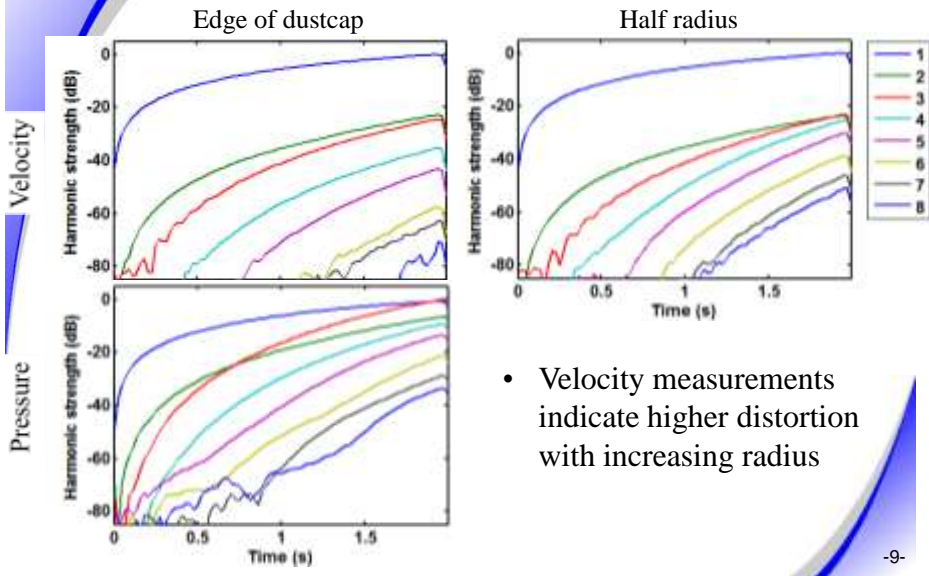 Edge of dustcap
Half radius
Velocity
Harmonic strength (dB)
0
-20
-40
-60
-80
Harmonic strength (dB)
0
-20
-40
-60
-80
0 0.5 1 1.5
Time (s)
1
2
3
4
5
6
7
8
Pressure
Harmonic strength (dB)
0
-20
-40
-60
-80
0 0.5 1 1.5
Time (s)
• Velocity measurements
indicate higher distortion
with increasing radius
-9-